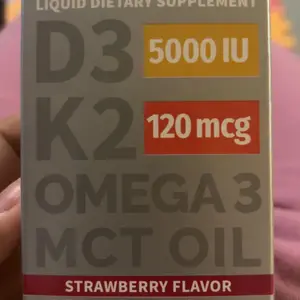 LIQUID DIETARY SUPPLEMENT
D3 5000 IU
K2 120 mcg
OMEGA 3
MCT OIL
STRAWBERRY FLAVOR